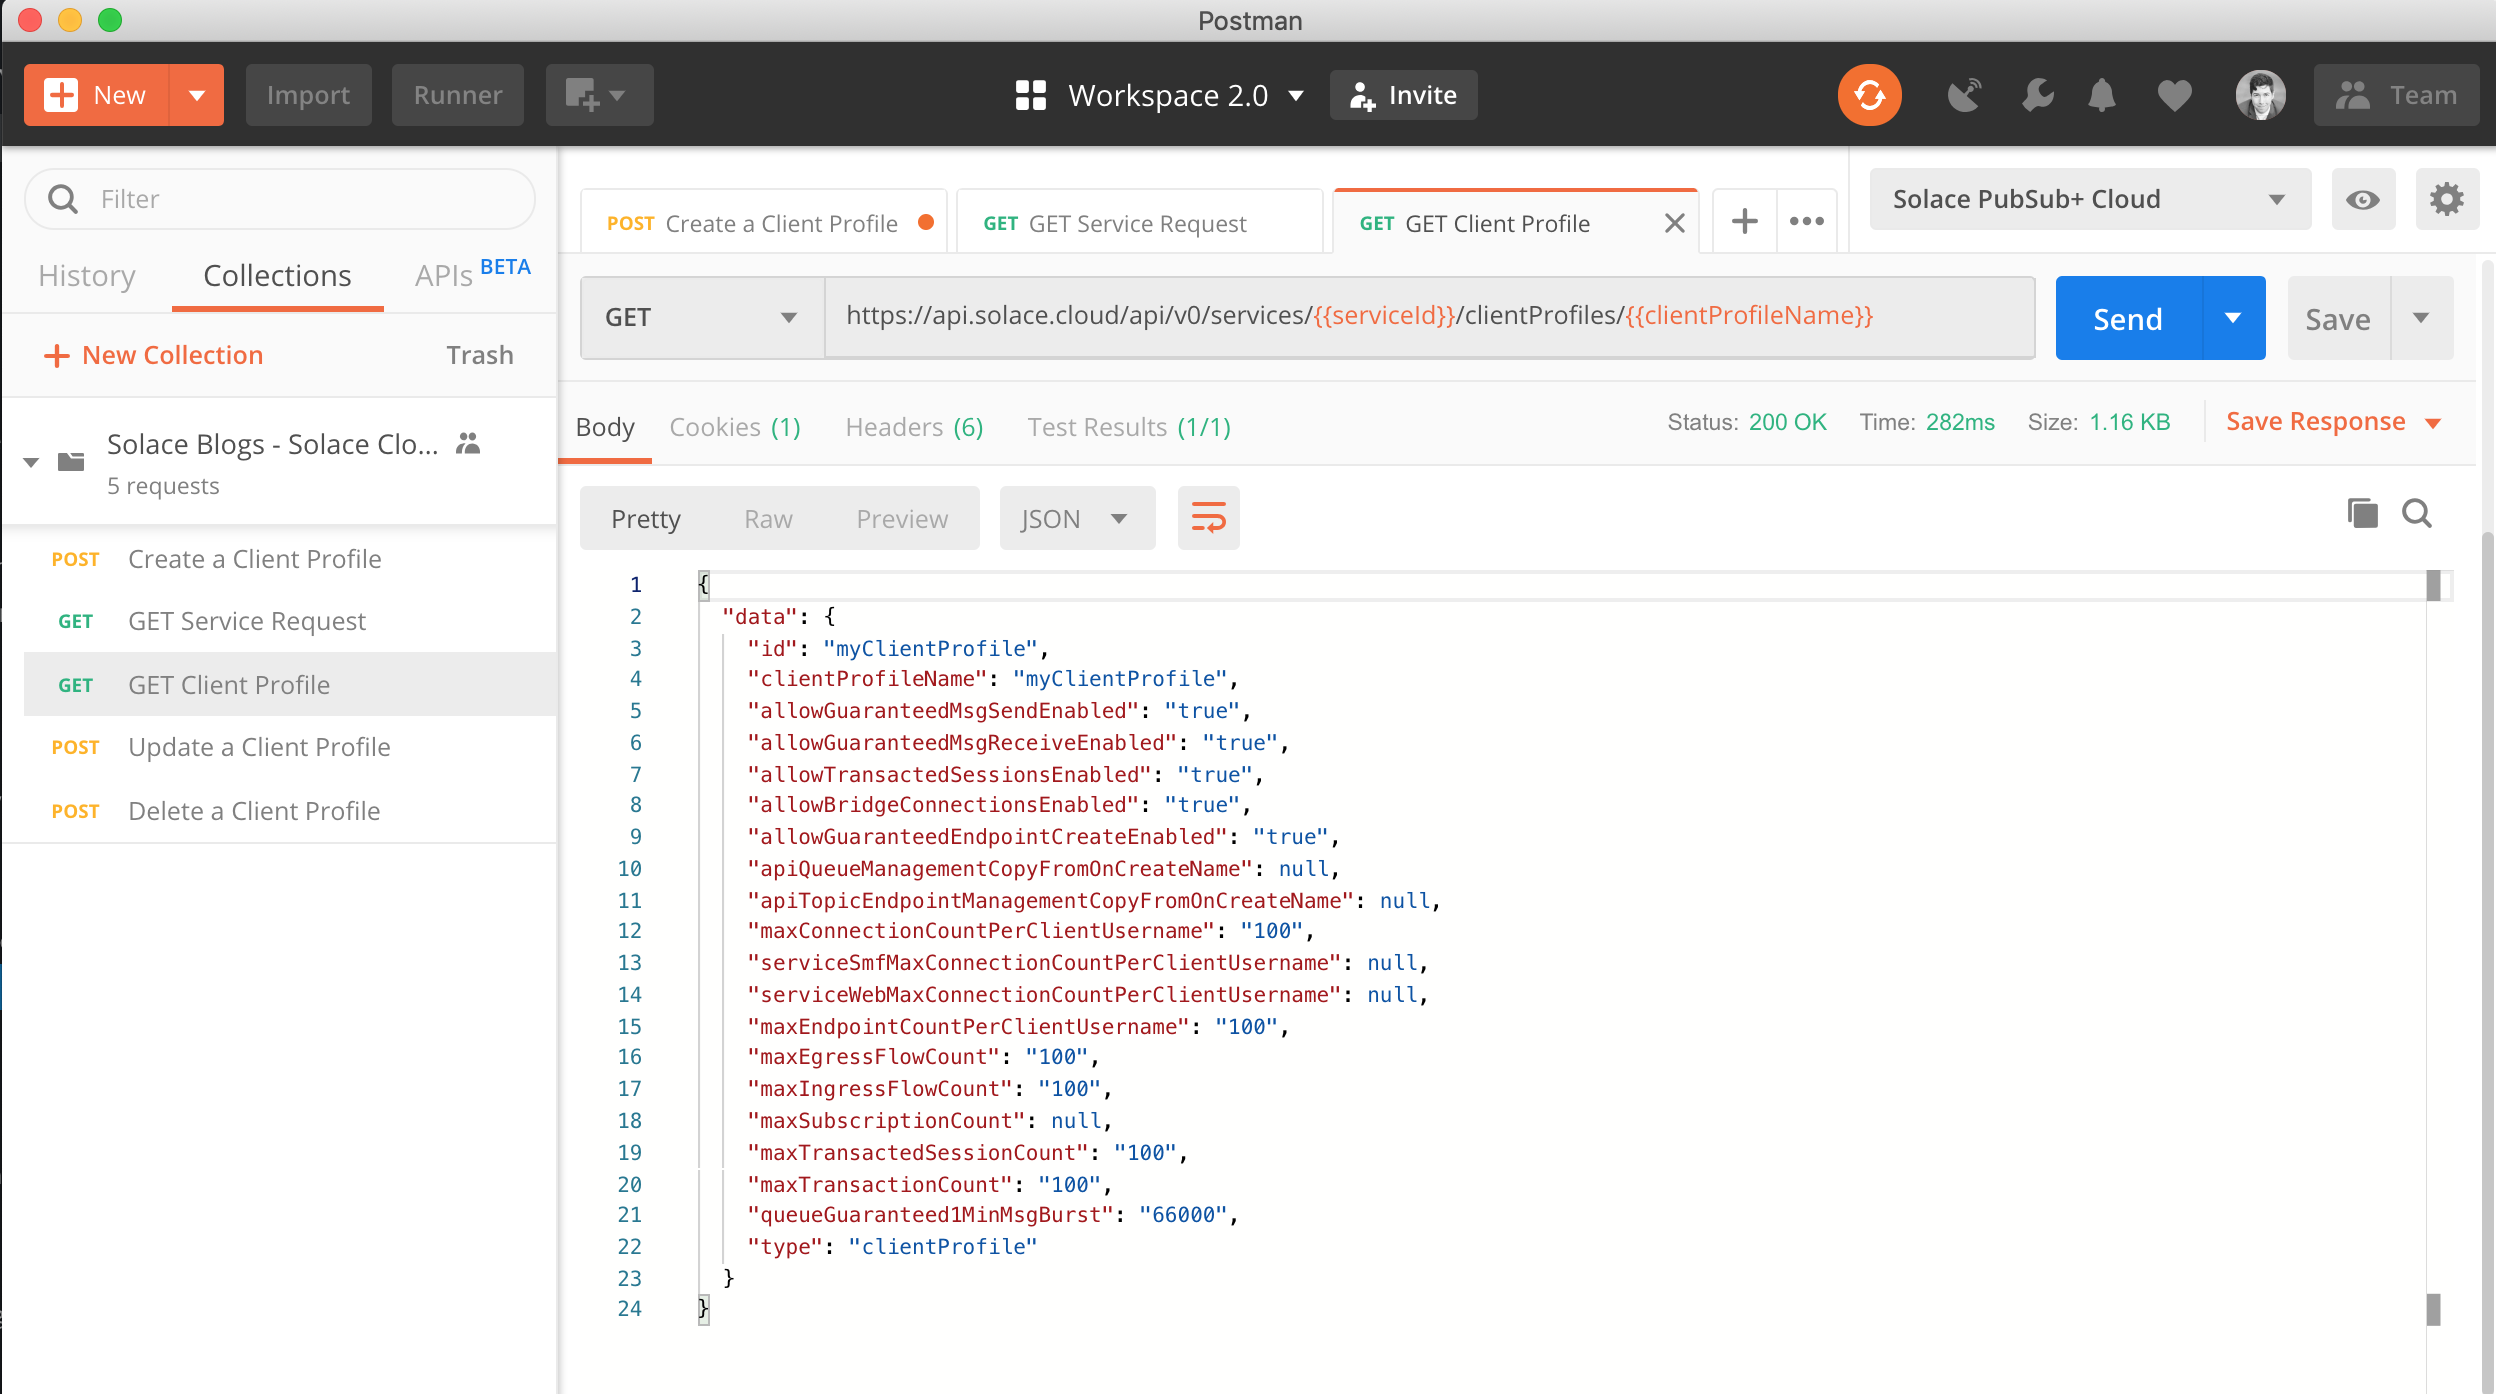 Postman
New
Import
Runner
Workspace 2.0
Invite
Team
Filter
History
Collections
APIs BETA
New Collection
Trash
Solace Blogs - Solace Clo...
5 requests
POST Create a Client Profile
GET GET Service Request
GET GET Client Profile
POST Update a Client Profile
POST Delete a Client Profile
POST Create a Client Profile
GET GET Service Request
GET GET Client Profile
Solace PubSub+ Cloud
GET
https://api.solace.cloud/api/v0/services/{{serviceId}}/clientProfiles/{{clientProfileName}}
Send
Save
Body
Cookies (1)
Headers (6)
Test Results (1/1)
Status: 200 OK
Time: 282ms
Size: 1.16 KB
Save Response
Pretty
Raw
Preview
JSON
1 {
2 "data": {
3 "id": "myClientProfile",
4 "clientProfileName": "myClientProfile",
5 "allowGuaranteedMsgSendEnabled": "true",
6 "allowGuaranteedMsgReceiveEnabled": "true",
7 "allowTransactedSessionsEnabled": "true",
8 "allowBridgeConnectionsEnabled": "true",
9 "allowGuaranteedEndpointCreateEnabled": "true",
10 "apiQueueManagementCopyFromOnCreateName": null,
11 "apiTopicEndpointManagementCopyFromOnCreateName": null,
12 "maxConnectionCountPerClientUsername": "100",
13 "serviceSmfMaxConnectionCountPerClientUsername": null,
14 "serviceWebMaxConnectionCountPerClientUsername": null,
15 "maxEndpointCountPerClientUsername": "100",
16 "maxEgressFlowCount": "100",
17 "maxIngressFlowCount": "100",
18 "maxSubscriptionCount": null,
19 "maxTransactedSessionCount": "100",
20 "maxTransactionCount": "100",
21 "queueGuaranteed1MinMsgBurst": "66000",
22 "type": "clientProfile"
23 }
24 }